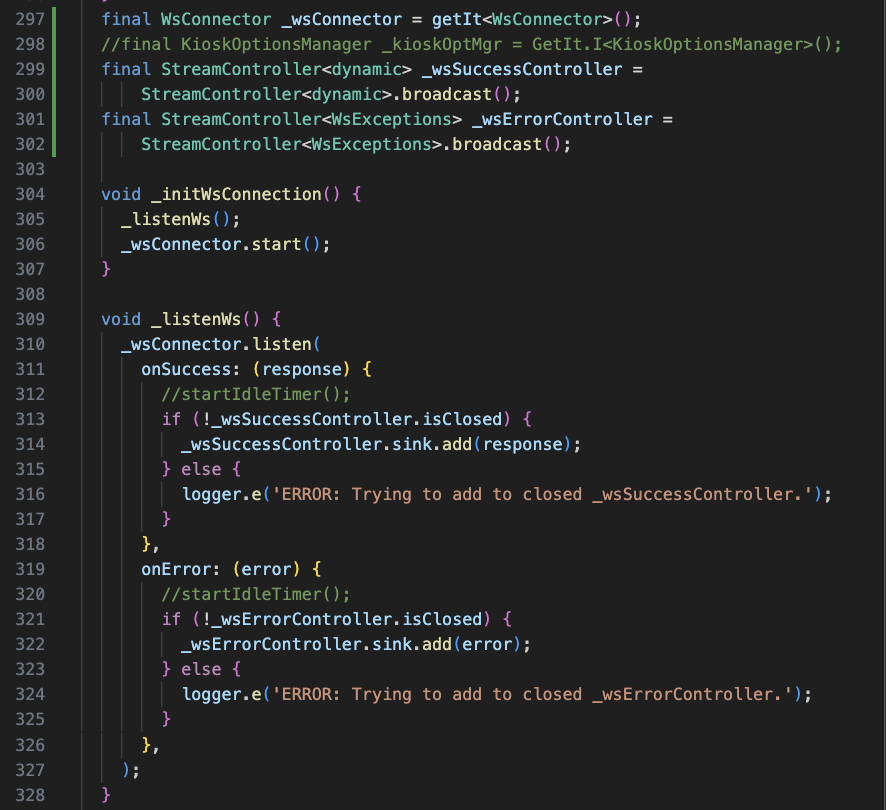 297 final WsConnector _wsConnector = getIt<WsConnector>();
298 //final KioskOptionsManager _kioskOptMgr = GetIt.I<KioskOptionsManager>();
299 final StreamController<dynamic> _wsSuccessController =
300 StreamController<dynamic>.broadcast();
301 final StreamController<WsExceptions> _wsErrorController =
302 StreamController<WsExceptions>.broadcast();
303
304 void _initWsConnection() {
305 _listenWs();
306 _wsConnector.start();
307 }
308
309 void _listenWs() {
310 _wsConnector.listen(
311 onSuccess: (response) {
312 //startIdleTimer();
313 if (!_wsSuccessController.isClosed) {
314 _wsSuccessController.sink.add(response);
315 } else {
316 logger.e('ERROR: Trying to add to closed _wsSuccessController.');
317 }
318 },
319 onError: (error) {
320 //startIdleTimer();
321 if (!_wsErrorController.isClosed) {
322 _wsErrorController.sink.add(error);
323 } else {
324 logger.e('ERROR: Trying to add to closed _wsErrorController.');
325 }
326 },
327 );
328 }